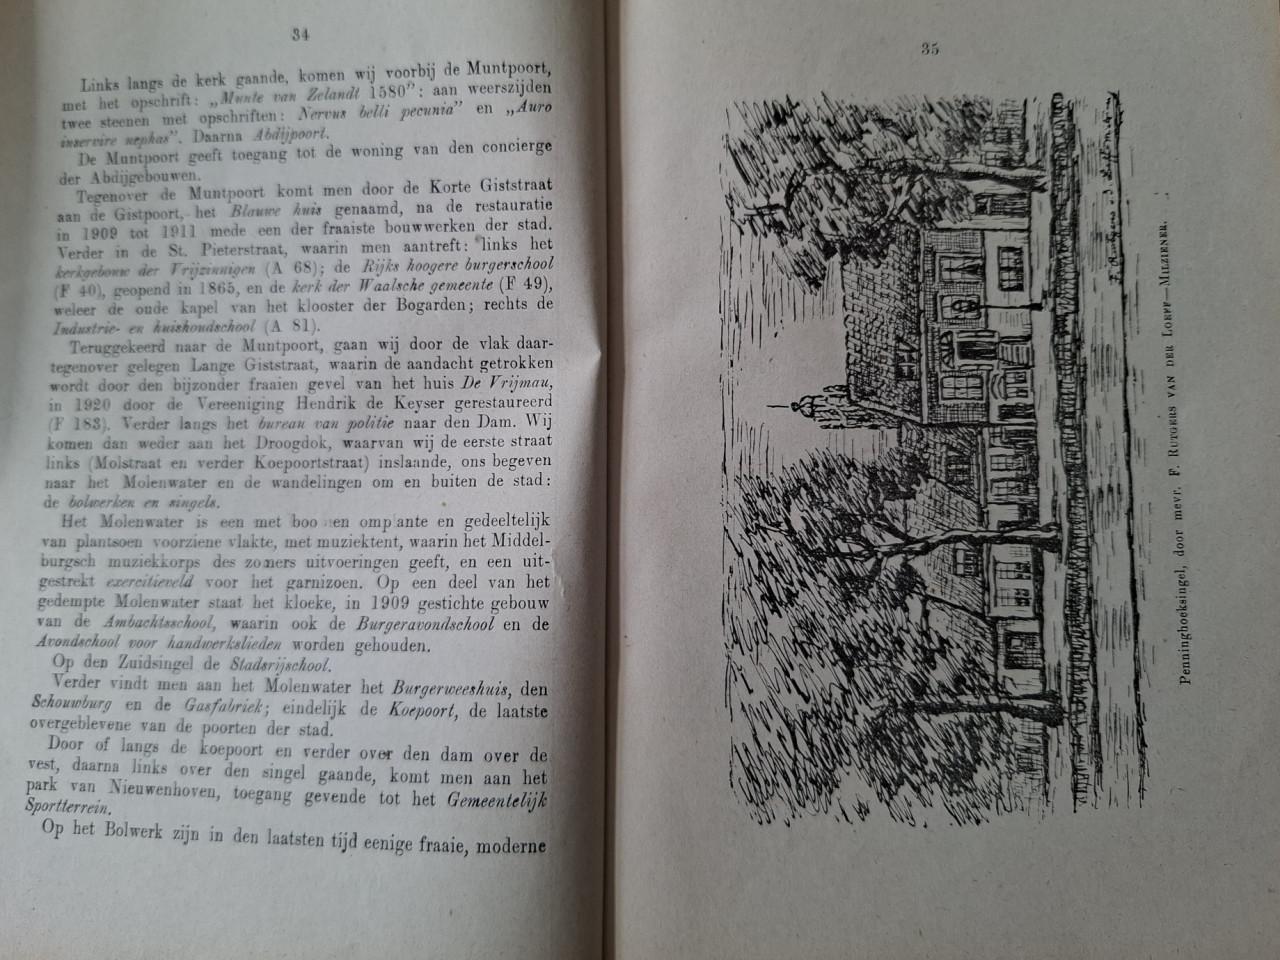 34
Links langs de kerk gaande, komen wij voorbij de Muntpoort,
met het opschrift: „Munte van Zelandt 1580”: aan weerszijden
twee steenen met opschriften: Nervus belli pecunia” en „Auro
inservire nephas”. Daarna Abdijpoort.
De Muntpoort geeft toegang tot de woning van den concierge
der Abdijgebouwen.
Tegenover de Muntpoort komt men door de Korte Giststraat
aan de Gistpoort, het Blauwe huis genaamd, na de restauratie
in 1909 tot 1911 mede een der fraaiste bouwwerken der stad.
Verder in de St. Pieterstraat, waarin men aantreft: links het
kerkgebouw der Vrijzinnigen (A 68); de Rijks hoogere burgerschool
(F 40), geopend in 1865, en de kerk der Waalsche gemeente (F 49),
weleer de oude kapel van het klooster der Bogarden; rechts de
Industrie- en huishoudschool (A 81).
Teruggekeerd naar de Muntpoort, gaan wij door de vlak daar-
tegenover gelegen Lange Giststraat, waarin de aandacht getrokken
wordt door den bijzonder fraaien gevel van het huis De Vrijmau,
in 1920 door de Vereeniging Hendrik de Keyser gerestaureerd
(F 183). Verder langs het bureau van politie naar den Dam. Wij
komen dan weder aan het Droogdok, waarvan wij de eerste straat
links (Molstraat en verder Koepoortstraat) inslaande, ons begeven
naar het Molenwater en de wandelingen om en buiten de stad:
de bolwerken en singels.
Het Molenwater is een met boo en omp ante en gedeeltelijk
van plantsoen voorziene vlakte, met muziektent, waarin het Middel-
burgsch muziekkorps des zomers uitvoeringen geeft, en een uit-
gestrekt exercitieveld voor het garnizoen. Op een deel van het
gedempte Molenwater staat het kloeke, in 1909 gestichte gebouw
van de Ambachtsschool, waarin ook de Burgeravondschool en de
Avondschool voor handwerkslieden worden gehouden.
Op den Zuidsingel de Stadsrijschool.
Verder vindt men aan het Molenwater het Burgerweeshuis, den
Schouwburg en de Gasfabriek; eindelijk de Koepoort, de laatste
overgeblevene van de poorten der stad.
Door of langs de koepoort en verder over den dam over de
vest, daarna links over den singel gaande, komt men aan het
park van Nieuwenhoven, toegang gevende tot het Gemeentelijk
Sportterrein.
Op het Bolwerk zijn in den laatsten tijd eenige fraaie, moderne
35
Penninghoeksingel, door mevr. F. RUTGERS VAN DER LOEFF—MILZIENER.